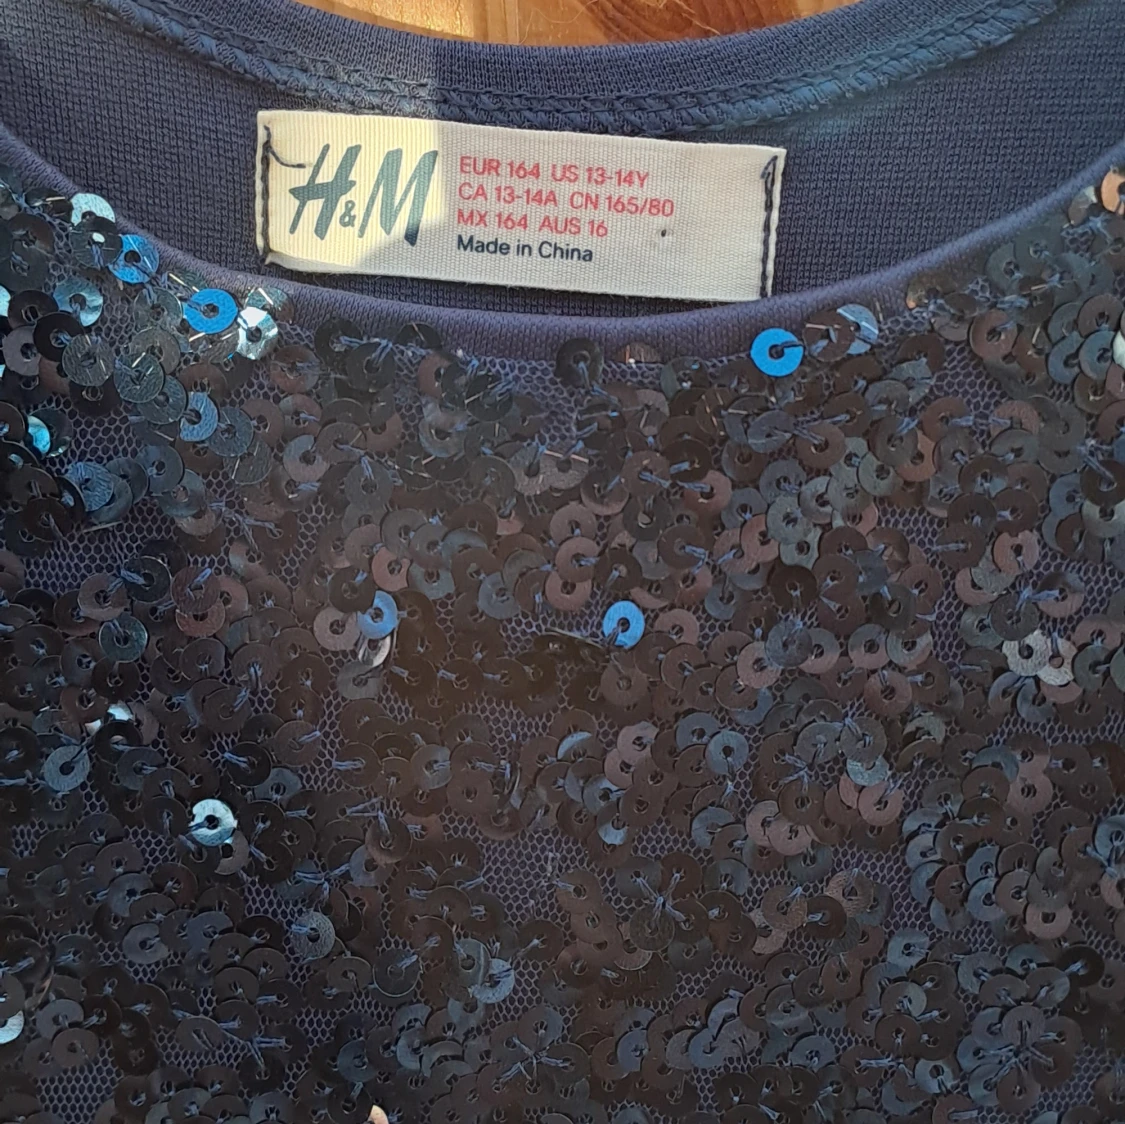 H&M
EUR 164 US 13-14Y
CA 13-14A CN 165/80
MX 164 AUS 16
Made in China